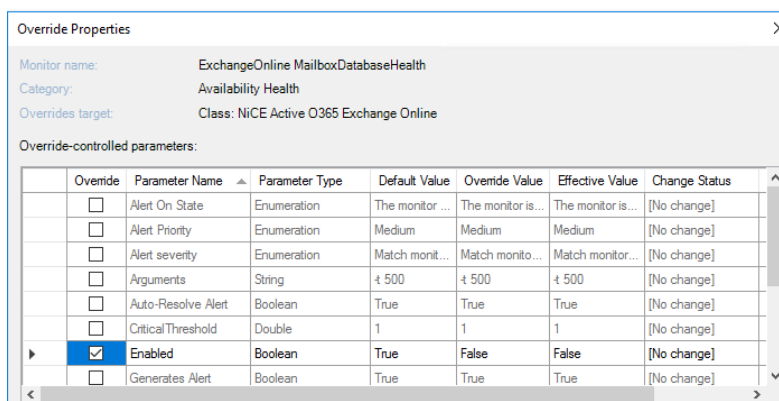 Override Properties
Monitor name: ExchangeOnline MailboxDatabaseHealth
Category: Availability Health
Overrides target: Class: NiCE Active O365 Exchange Online
Override-controlled parameters:
Override Parameter Name Parameter Type Default Value Override Value Effective Value Change Status
Alert On State Enumeration The monitor ... The monitor is... The monitor is... [No change]
Alert Priority Enumeration Medium Medium Medium [No change]
Alert severity Enumeration Match monit... Match monito... Match monitor... [No change]
Arguments String -t 500 -t 500 -t 500 [No change]
Auto-Resolve Alert Boolean True True True [No change]
CriticalThreshold Double 1 1 1 [No change]
Enabled Boolean True False False [No change]
Generates Alert Boolean True True True [No change]